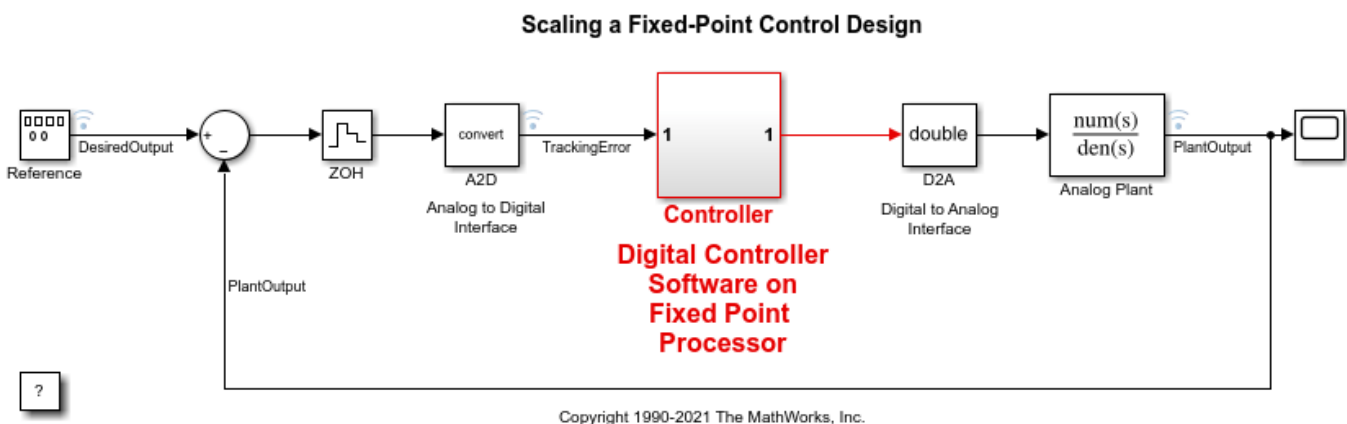 Scaling a Fixed-Point Control Design
Reference
DesiredOutput
+
−
ZOH
convert
A2D
Analog to Digital
Interface
TrackingError
1
1
Controller
Digital Controller
Software on
Fixed Point
Processor
double
D2A
Digital to Analog
Interface
num(s)
den(s)
Analog Plant
PlantOutput
PlantOutput
?
Copyright 1990-2021 The MathWorks, Inc.